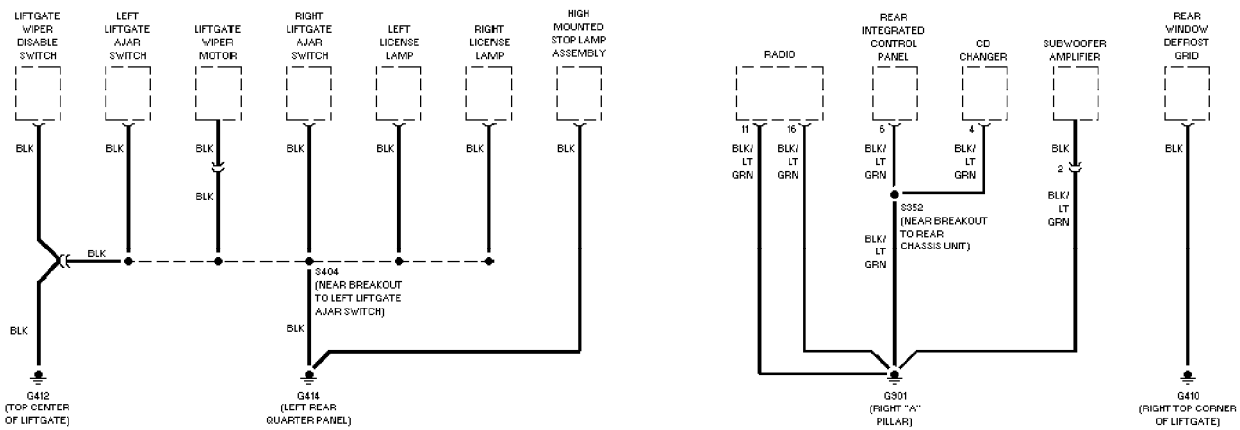 LIFTGATE
WIPER
DISABLE
SWITCH
LEFT
LIFTGATE
AJAR
SWITCH
LIFTGATE
WIPER
MOTOR
RIGHT
LIFTGATE
AJAR
SWITCH
LEFT
LICENSE
LAMP
RIGHT
LICENSE
LAMP
HIGH
MOUNTED
STOP LAMP
ASSEMBLY
RADIO
REAR
INTEGRATED
CONTROL
PANEL
CD
CHANGER
SUBWOOFER
AMPLIFIER
REAR
WINDOW
DEFROST
GRID
11
16
6
4
BLK
BLK
BLK
BLK
BLK
BLK
BLK
BLK/
LT
GRN
BLK/
LT
GRN
BLK/
LT
GRN
BLK/
LT
GRN
BLK
2
BLK
BLK
BLK/
LT
GRN
S352
(NEAR BREAKOUT
TO REAR
CHASSIS UNIT)
BLK/
LT
GRN
BLK
S404
(NEAR BREAKOUT
TO LEFT LIFTGATE
AJAR SWITCH)
BLK
BLK
G412
(TOP CENTER
OF LIFTGATE)
G414
(LEFT REAR
QUARTER PANEL)
G301
(RIGHT "A"
PILLAR)
G410
(RIGHT TOP CORNER
OF LIFTGATE)